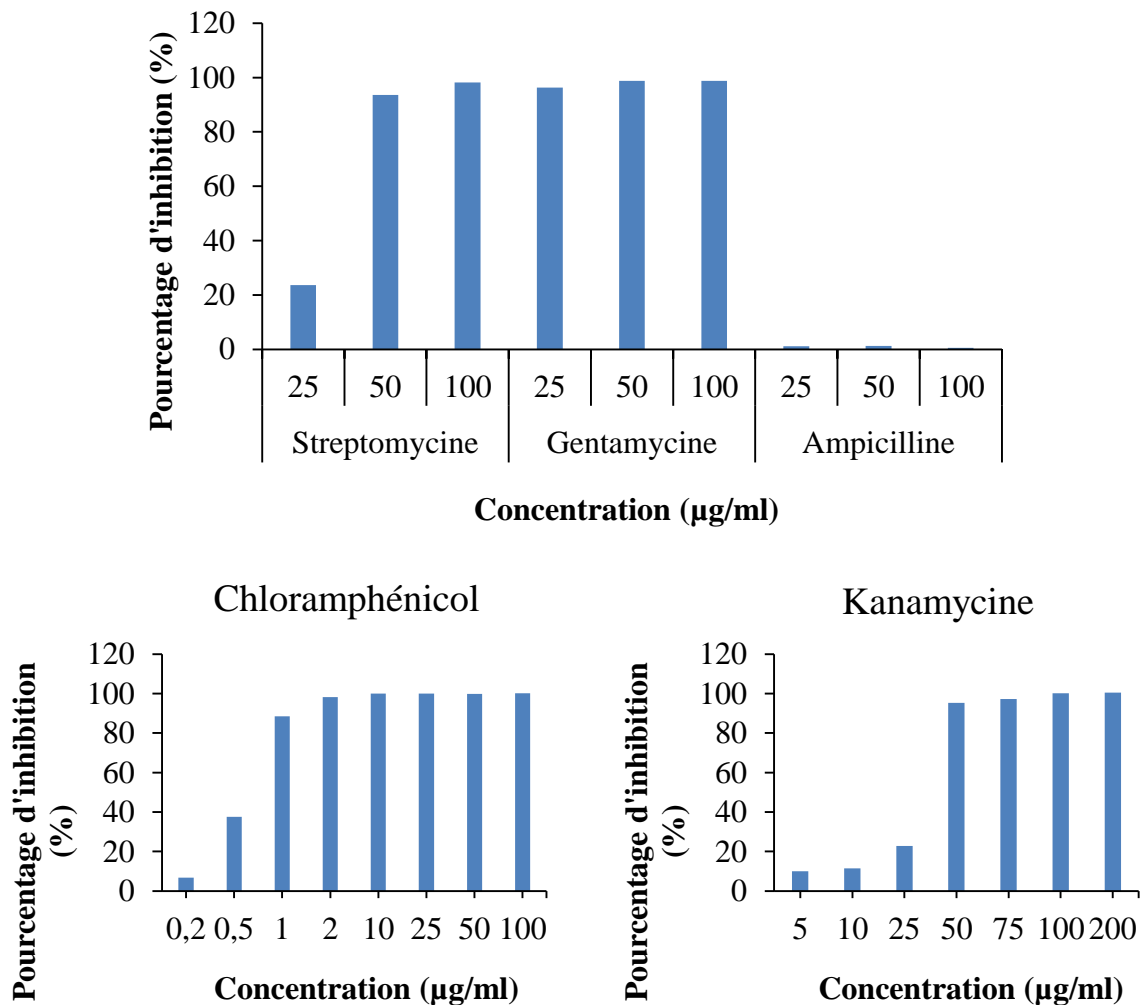 Pourcentage d'inhibition (%)
120
100
80
60
40
20
0
25 50 100 25 50 100 25 50 100
Streptomycine Gentamycine Ampicilline
Concentration (µg/ml)
Chloramphénicol
Pourcentage d'inhibition
(%)
120
100
80
60
40
20
0
0,2 0,5 1 2 10 25 50 100
Concentration (µg/ml)
Kanamycine
Pourcentage d'inhibition
(%)
120
100
80
60
40
20
0
5 10 25 50 75 100 200
Concentration (µg/ml)